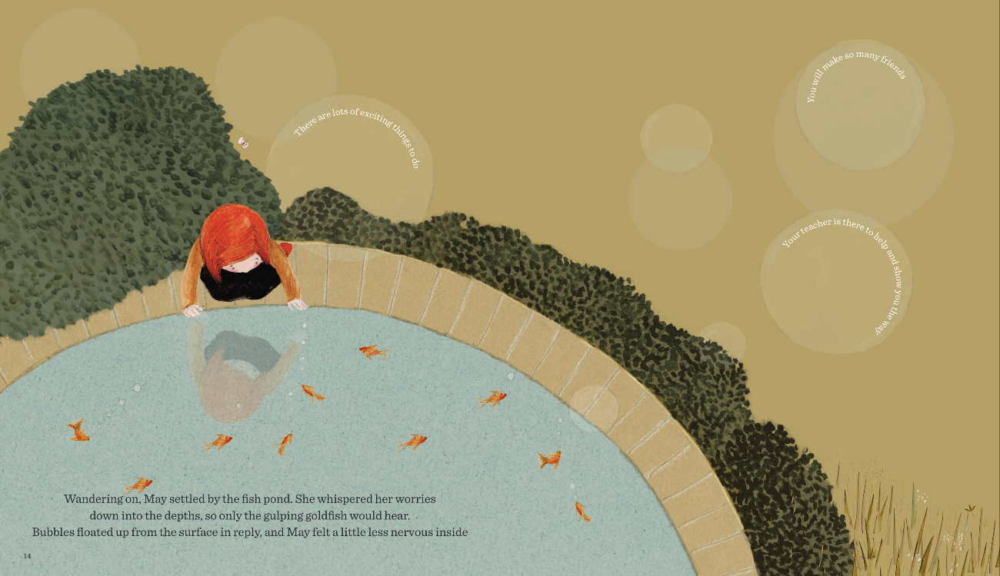 There are lots of exciting things to do
You will make so many friends
Your teacher is there to help and show you the way
Wandering on, May settled by the fish pond. She whispered her worries
down into the depths, so only the gulping goldfish would hear.
Bubbles floated up from the surface in reply, and May felt a little less nervous inside
14